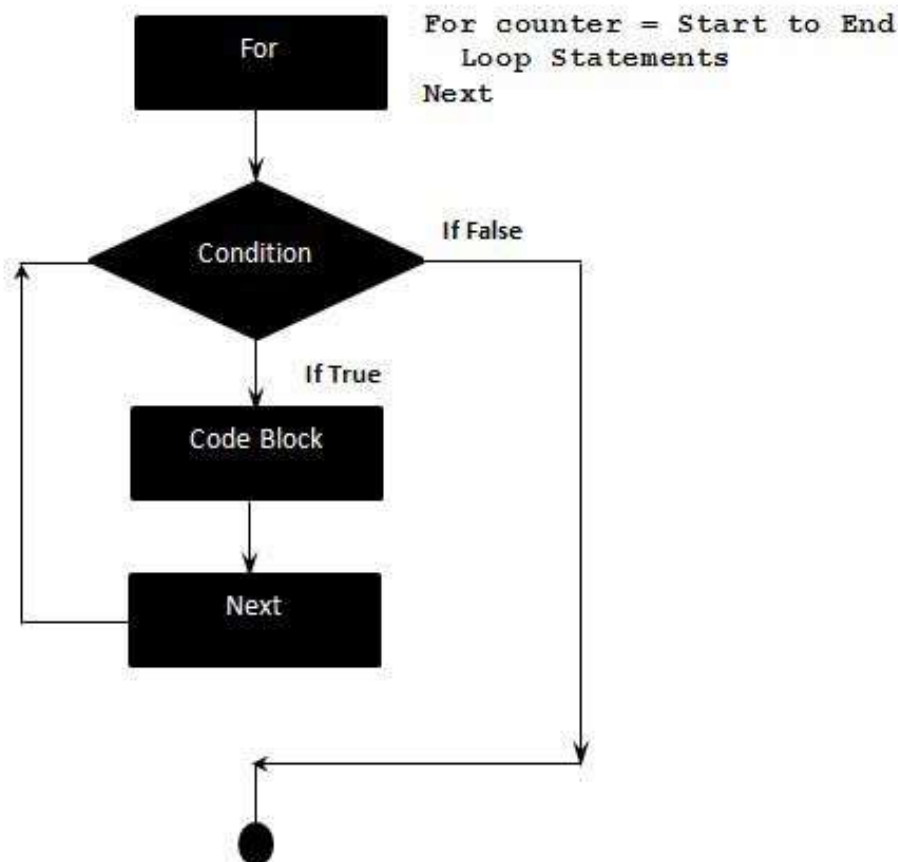 For
For counter = Start to End
Loop Statements
Next
Condition
If False
If True
Code Block
Next